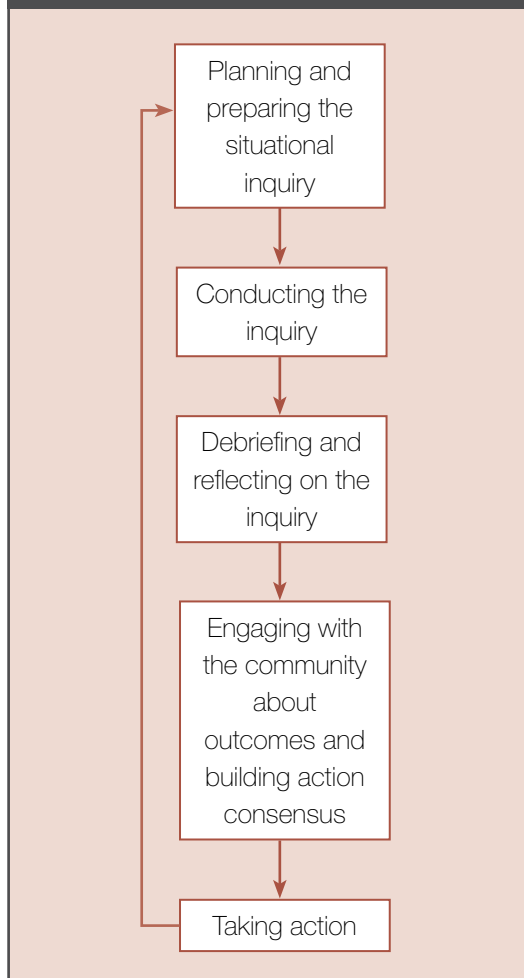 Planning and
preparing the
situational
inquiry
Conducting the
inquiry
Debriefing and
reflecting on the
inquiry
Engaging with
the community
about
outcomes and
building action
consensus
Taking action